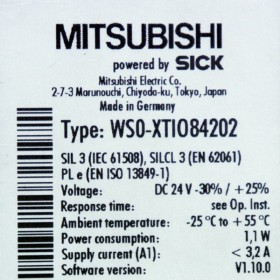 MITSUBISHI
powered by SICK
Mitsubishi Electric Co.
2-7-3 Marunouchi, Chiyoda-ku, Tokyo, Japan
Made in Germany
Type: WS0-XTIO84202
SIL 3 (IEC 61508), SILCL 3 (EN 62061)
PL e (EN ISO 13849-1)
Voltage: DC 24 V -30% / + 25%
Response time: see Op. Inst.
Ambient temperature: -25 °C to + 55 °C
Power consumption: 1,1 W
Supply current (A1): < 3,2 A
Software version: V1.10.0